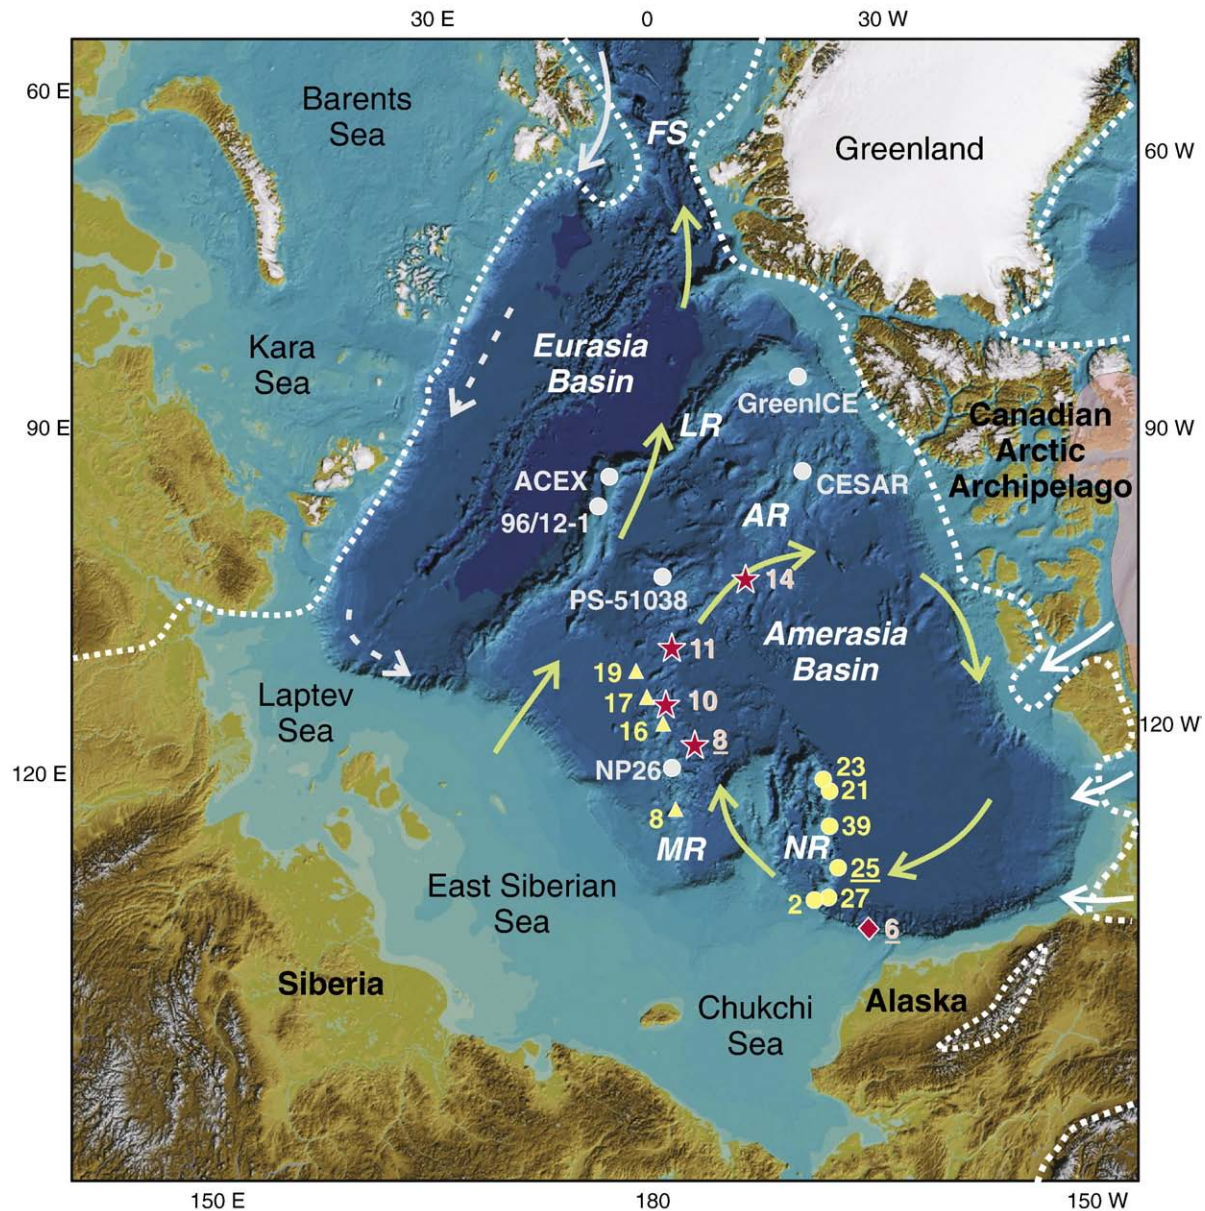 30 E 0 30 W
60 E
Barents
Sea
FS
Greenland
60 W
Kara
Sea
Eurasia
Basin
GreenICE
LR
90 E
Canadian
Arctic
Archipelago
90 W
ACEX
CESAR
96/12-1
AR
14
PS-51038
Amerasia
Basin
11
19
17
10
16
8
Laptev
Sea
120 W
120 E
NP26
23
21
8
39
MR
NR
25
East Siberian
Sea
2
27
6
Siberia
Chukchi
Sea
Alaska
150 E 180 150 W